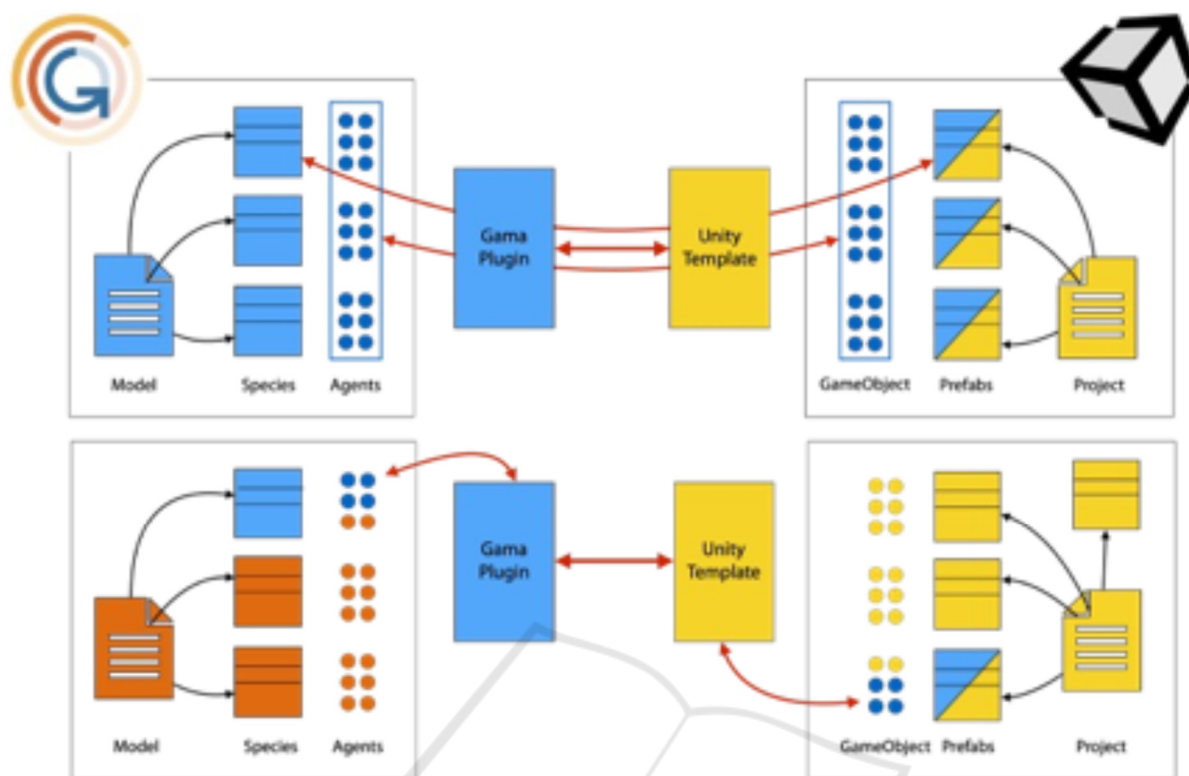 Gama
Plugin
Unity
Template
Model
Species
Agents
GameObject
Prefabs
Project
Gama
Plugin
Unity
Template
Model
Species
Agents
GameObject
Prefabs
Project